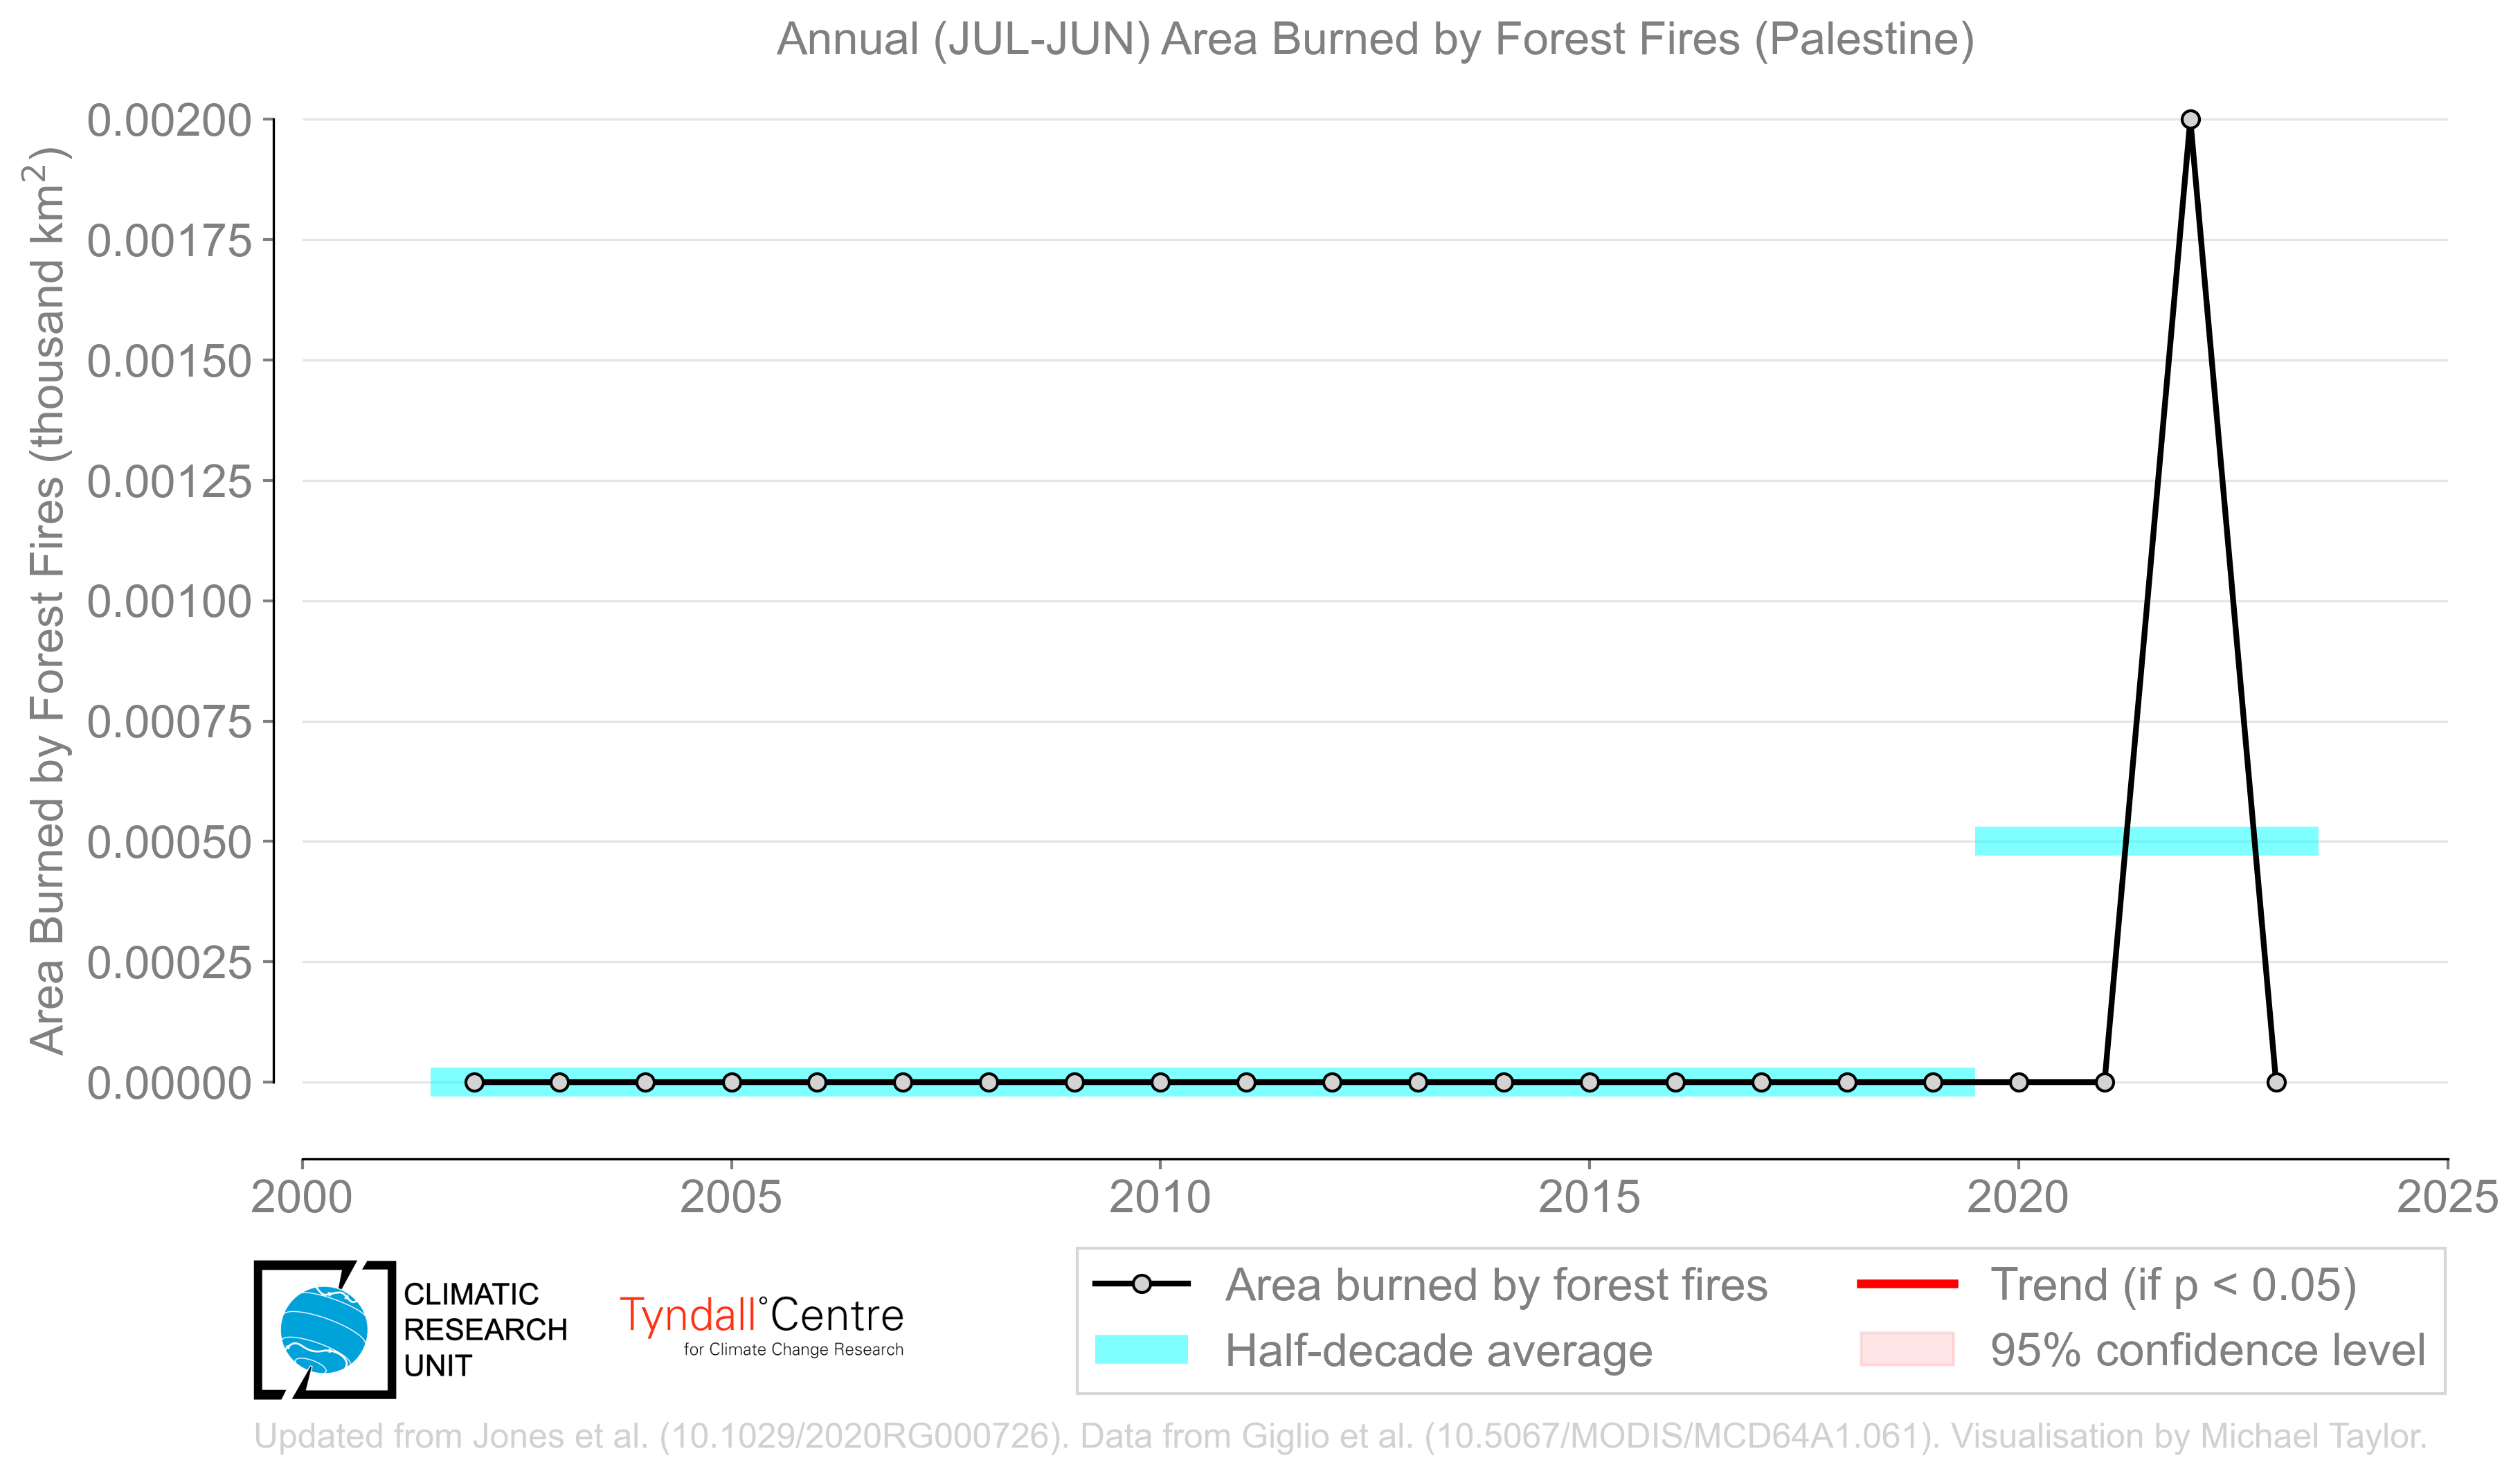 Annual (JUL-JUN) Area Burned by Forest Fires (Palestine)
Area Burned by Forest Fires (thousand km²)
0.00200
0.00175
0.00150
0.00125
0.00100
0.00075
0.00050
0.00025
0.00000
2000
2005
2010
2015
2020
2025
CLIMATIC
RESEARCH
UNIT
Tyndall°Centre
for Climate Change Research
Area burned by forest fires
Half-decade average
Trend (if p < 0.05)
95% confidence level
Updated from Jones et al. (10.1029/2020RG000726). Data from Giglio et al. (10.5067/MODIS/MCD64A1.061). Visualisation by Michael Taylor.